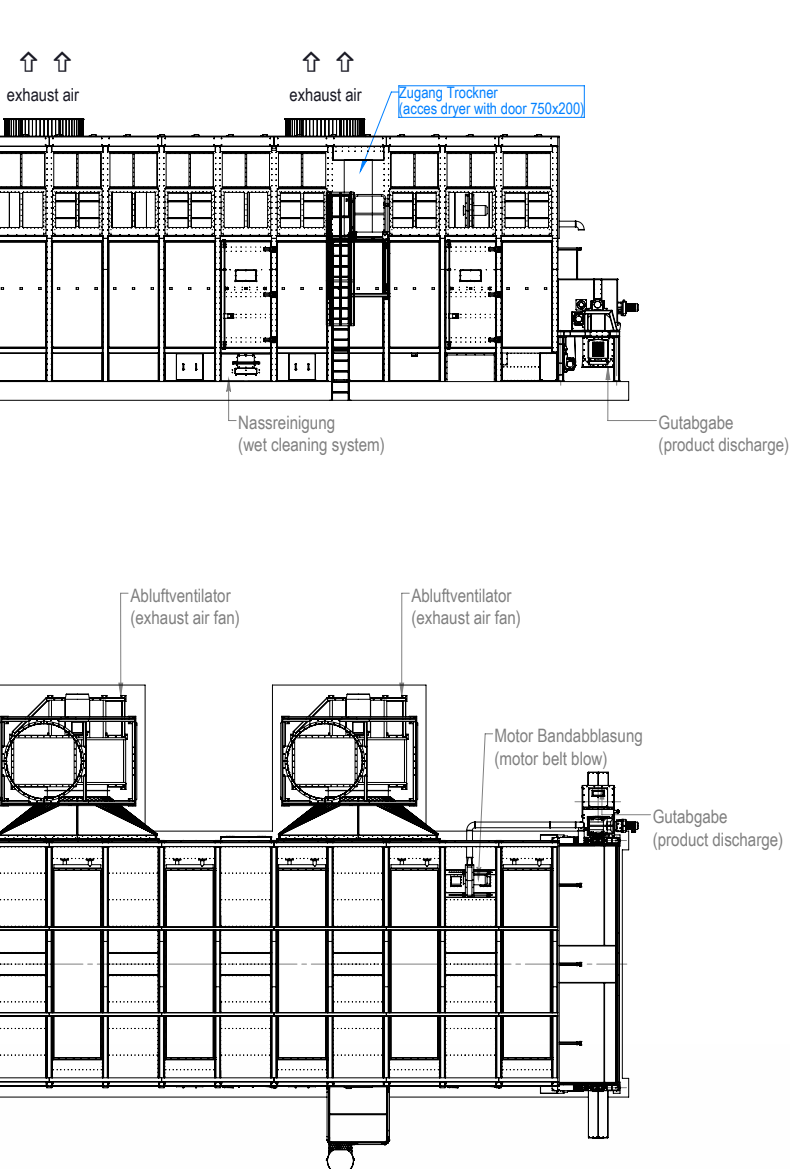 exhaust air
exhaust air
Zugang Trockner
(acces dryer with door 750x200)
Nassreinigung
(wet cleaning system)
Gutabgabe
(product discharge)
Abluftventilator
(exhaust air fan)
Abluftventilator
(exhaust air fan)
Motor Bandabblasung
(motor belt blow)
Gutabgabe
(product discharge)